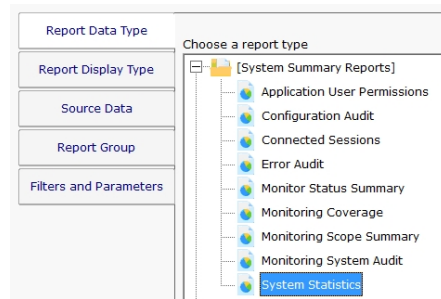 Report Data Type
Report Display Type
Source Data
Report Group
Filters and Parameters
Choose a report type
[System Summary Reports]
Application User Permissions
Configuration Audit
Connected Sessions
Error Audit
Monitor Status Summary
Monitoring Coverage
Monitoring Scope Summary
Monitoring System Audit
System Statistics